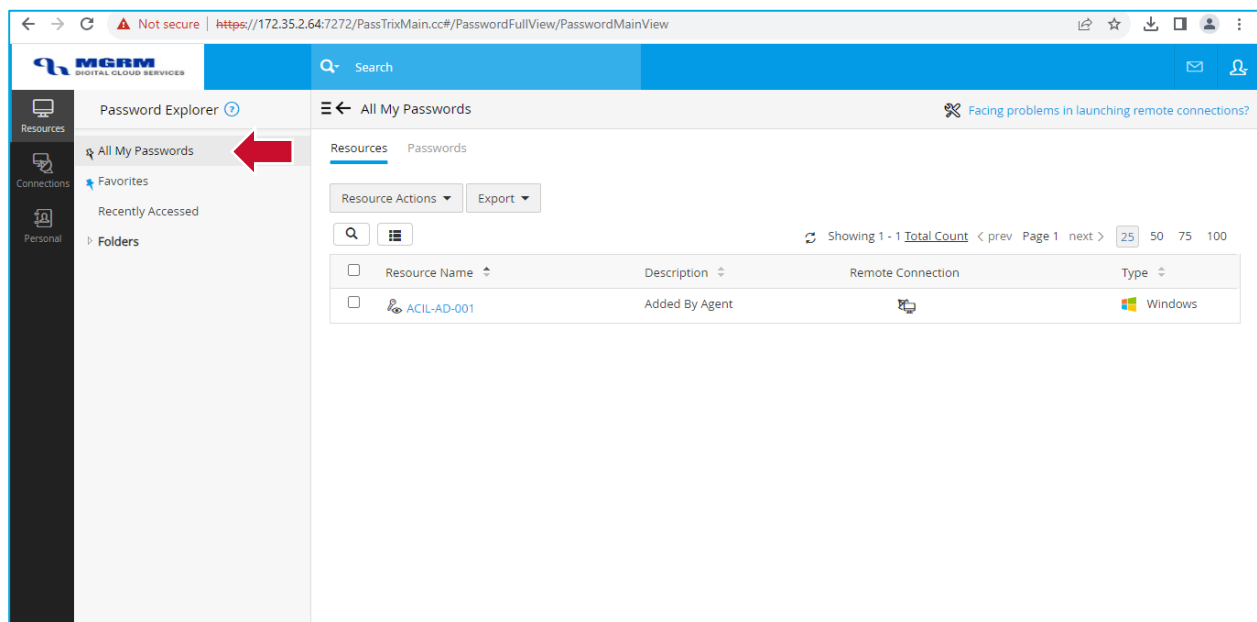 Not secure | https://172.35.2.64:7272/PassTrixMain.cc#/PasswordFullView/PasswordMainView
MGRM
DIGITAL CLOUD SERVICES
Search
Resources
Connections
Personal
Password Explorer ?
All My Passwords
Favorites
Recently Accessed
Folders
All My Passwords
Facing problems in launching remote connections?
Resources Passwords
Resource Actions Export
Showing 1 - 1 Total Count < prev Page 1 next > 25 50 75 100
Resource Name Description Remote Connection Type
ACIL-AD-001 Added By Agent Windows